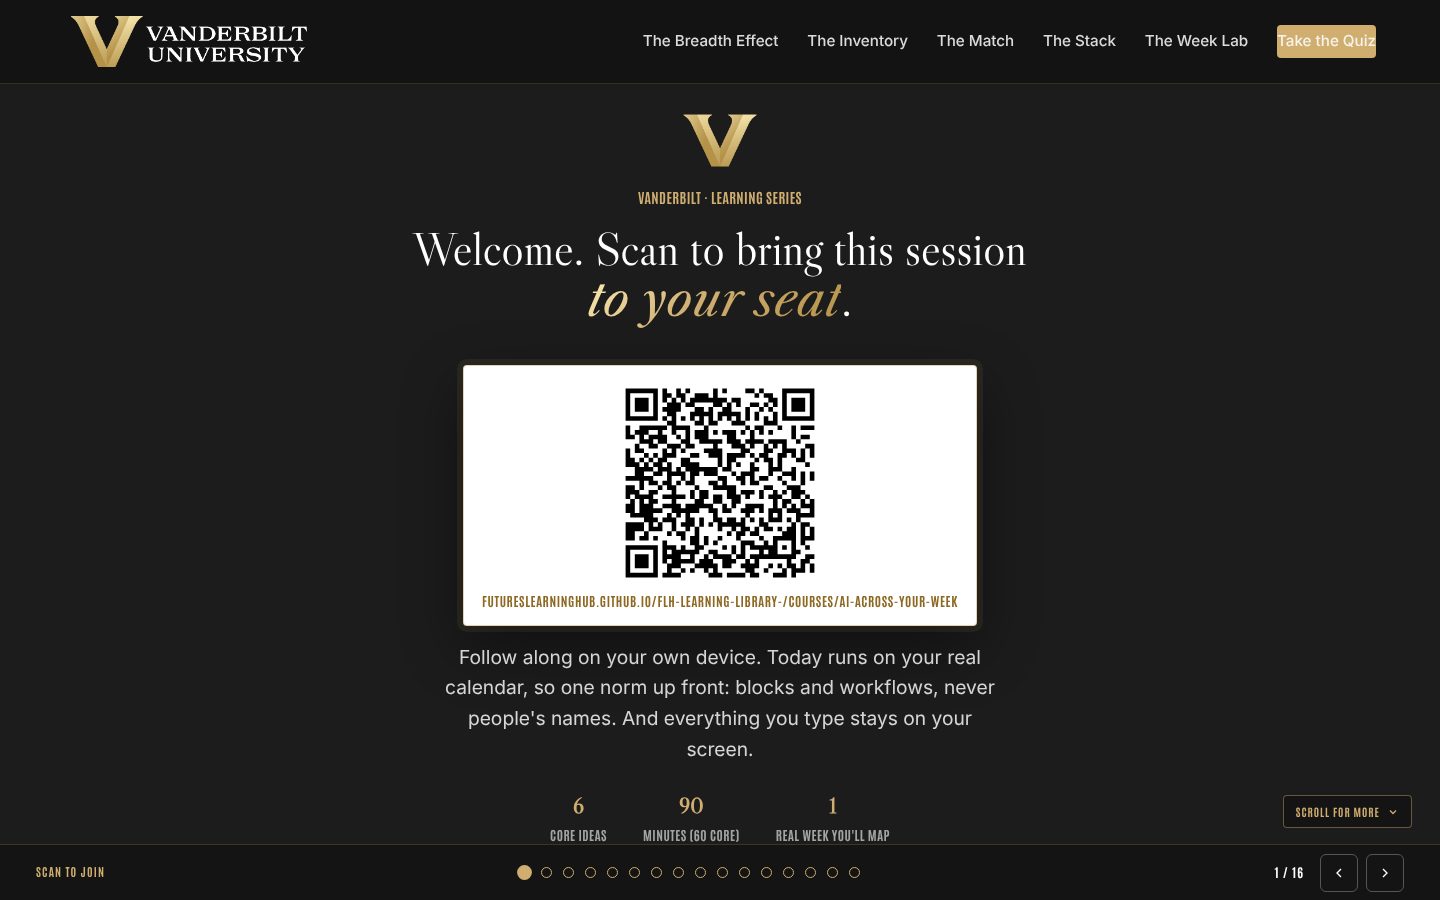 VANDERBILT
UNIVERSITY
The Breadth Effect
The Inventory
The Match
The Stack
The Week Lab
Take the Quiz
VANDERBILT · LEARNING SERIES
Welcome. Scan to bring this session
to your seat.
FUTURESLEARNINGHUB.GITHUB.IO/FLH-LEARNING-LIBRARY-/COURSES/AI-ACROSS-YOUR-WEEK
Follow along on your own device. Today runs on your real
calendar, so one norm up front: blocks and workflows, never
people's names. And everything you type stays on your
screen.
6
CORE IDEAS
90
MINUTES (60 CORE)
1
REAL WEEK YOU'LL MAP
SCROLL FOR MORE
SCAN TO JOIN
1 / 16